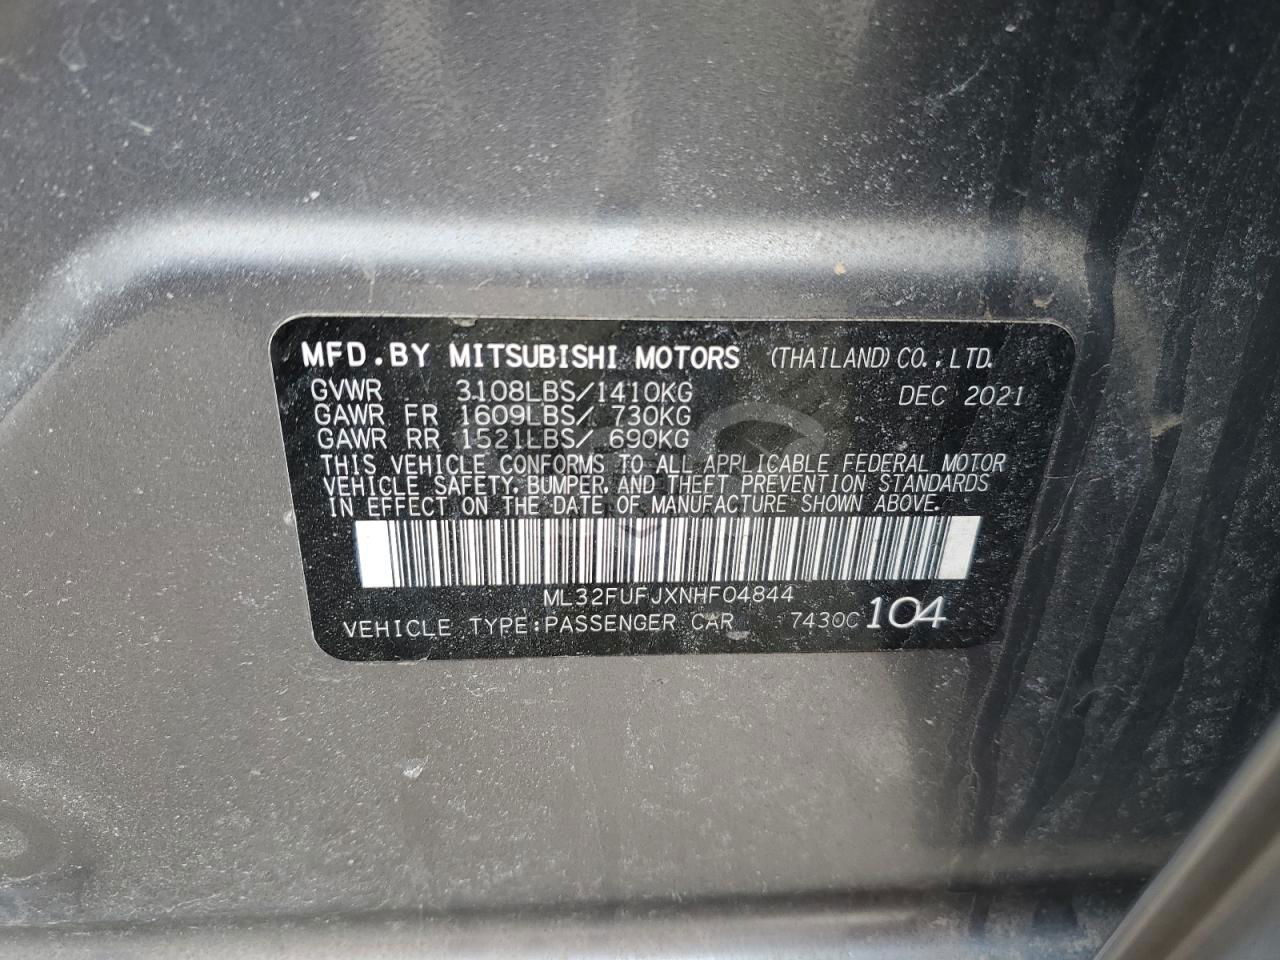 MFD.BY MITSUBISHI MOTORS (THAILAND) CO.,LTD.
GVWR 3108LBS/1410KG DEC 2021
GAWR FR 1609LBS/ 730KG
GAWR RR 1521LBS/ 690KG
THIS VEHICLE CONFORMS TO ALL APPLICABLE FEDERAL MOTOR
VEHICLE SAFETY, BUMPER, AND THEFT PREVENTION STANDARDS
IN EFFECT ON THE DATE OF MANUFACTURE SHOWN ABOVE.
ML32FUFJXNHF04844
VEHICLE TYPE:PASSENGER CAR 7430C 104